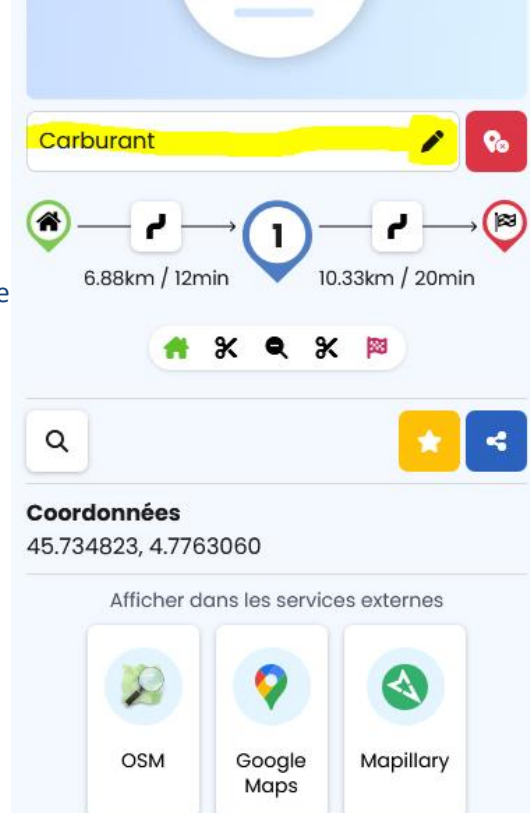 Carburant
1
6.88km / 12min
10.33km / 20min
e
Coordonnées
45.734823, 4.7763060
Afficher dans les services externes
OSM
Google
Maps
Mapillary